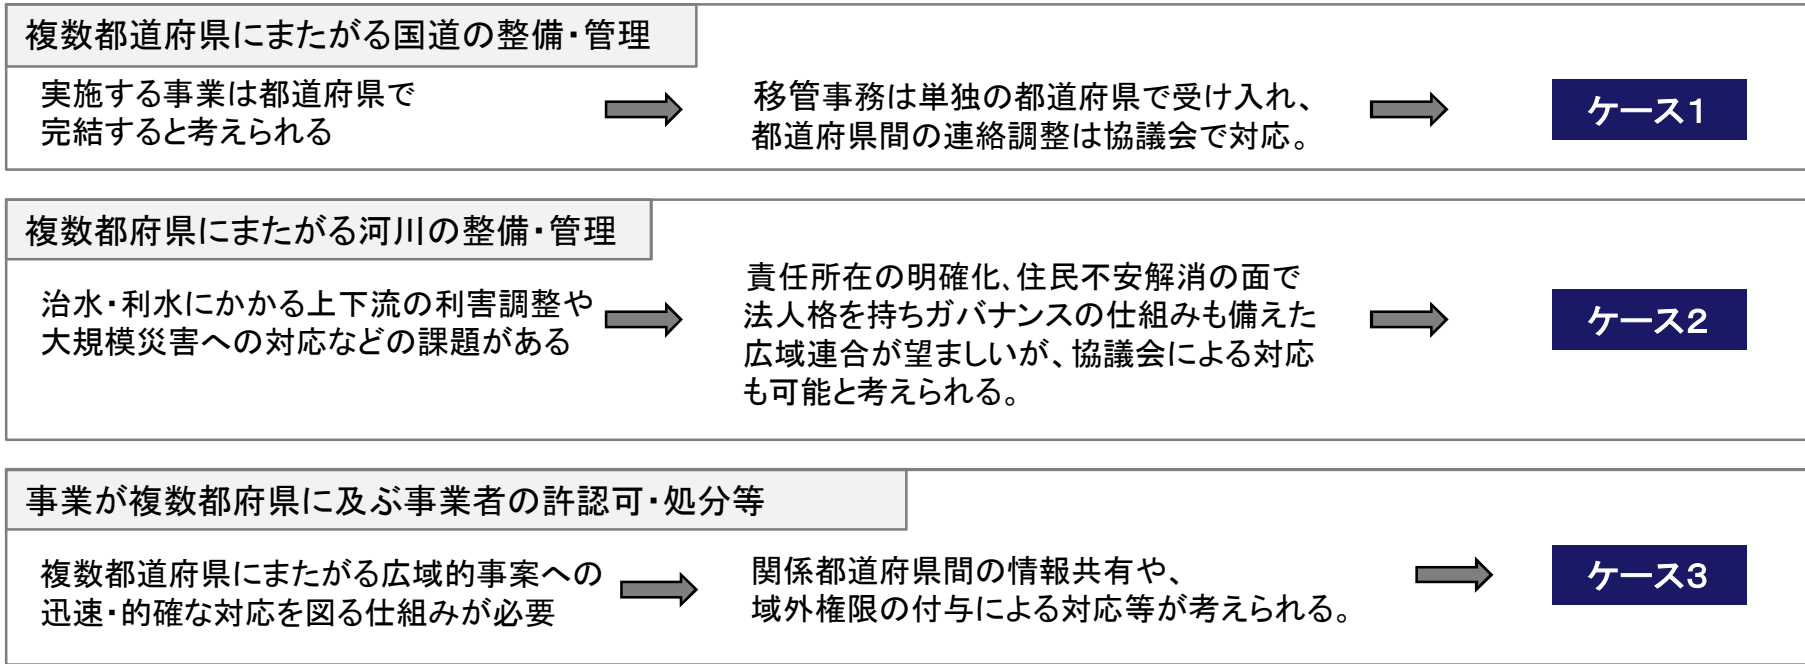 複数都道府県にまたがる国道の整備・管理
実施する事業は都道府県で
完結すると考えられる
移管事務は単独の都道府県で受け入れ、
都道府県間の連絡調整は協議会で対応。
ケース1
複数都府県にまたがる河川の整備・管理
治水・利水にかかる上下流の利害調整や
大規模災害への対応などの課題がある
責任所在の明確化、住民不安解消の面で
法人格を持ちガバナンスの仕組みも備えた
広域連合が望ましいが、協議会による対応
も可能と考えられる。
ケース2
事業が複数都府県に及ぶ事業者の許認可・処分等
複数都道府県にまたがる広域的事案への
迅速・的確な対応を図る仕組みが必要
関係都道府県間の情報共有や、
域外権限の付与による対応等が考えられる。
ケース3